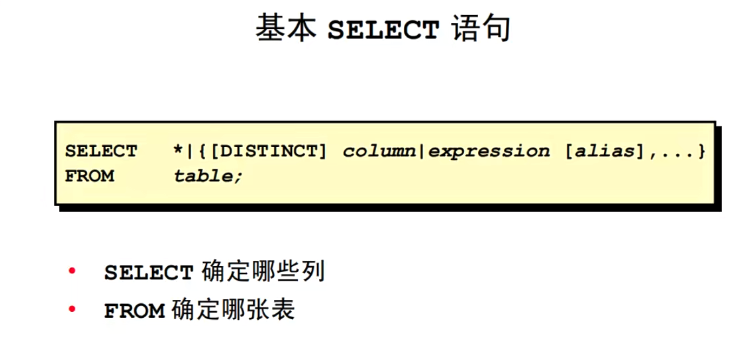 基本 SELECT 语句
SELECT *|{[DISTINCT] column|expression [alias],...}
FROM table;
• SELECT 确定哪些列
• FROM 确定哪张表